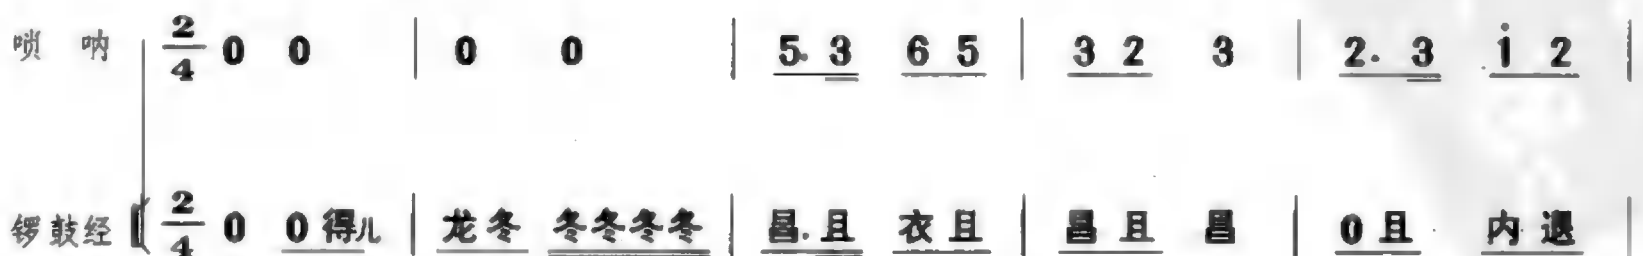 唢 呐 2/4 0 0 | 0 0 | 5. 3 6 5 | 3 2 3 | 2. 3 i̇ 2 |
锣鼓经 2/4 0 0得儿 | 龙冬 冬冬冬冬 | 昌.且 衣且 | 昌且 昌 | 0且 内退 |